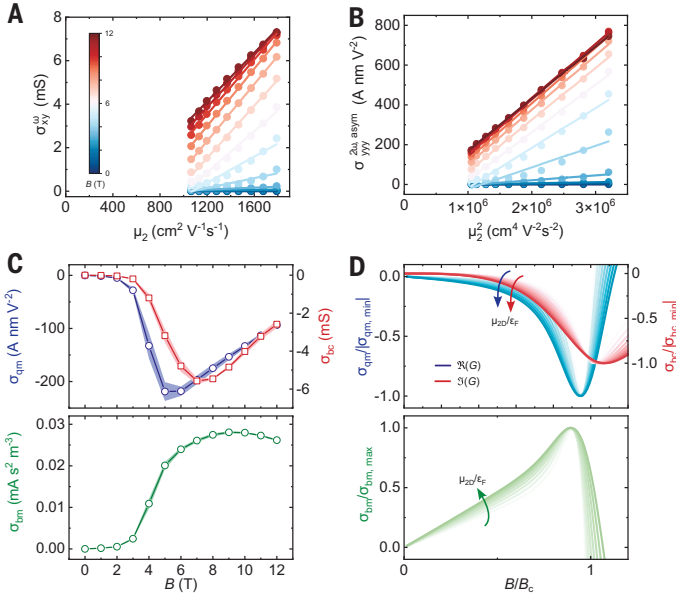 A
σ^ω_xy (mS)
8
6
4
2
0
12
10
8
6
4
2
0
B (T)
0
400
800
1200
1600
μ₂ (cm² V⁻¹s⁻¹)
B
σ^2ω, asym_yyy (A nm V⁻²)
800
600
400
200
0
1×10⁶
2×10⁶
3×10⁶
μ₂² (cm⁴ V⁻²s⁻²)
C
σqm (A nm V⁻²)
0
-100
-200
0
-2
-4
-6
σbc (mS)
σbm (mA s² m⁻³)
0.03
0.02
0.01
0.00
0
2
4
6
8
10
12
B (T)
D
σqm/|σqm, min|
0.0
-0.5
-1.0
μ2D/εF
ℜ(G)
ℑ(G)
0
-1.0
σbc/|σbc, min|
σbm/σbm, max
1.0
0.5
0.0
μ2D/εF
0
1
B/Bc